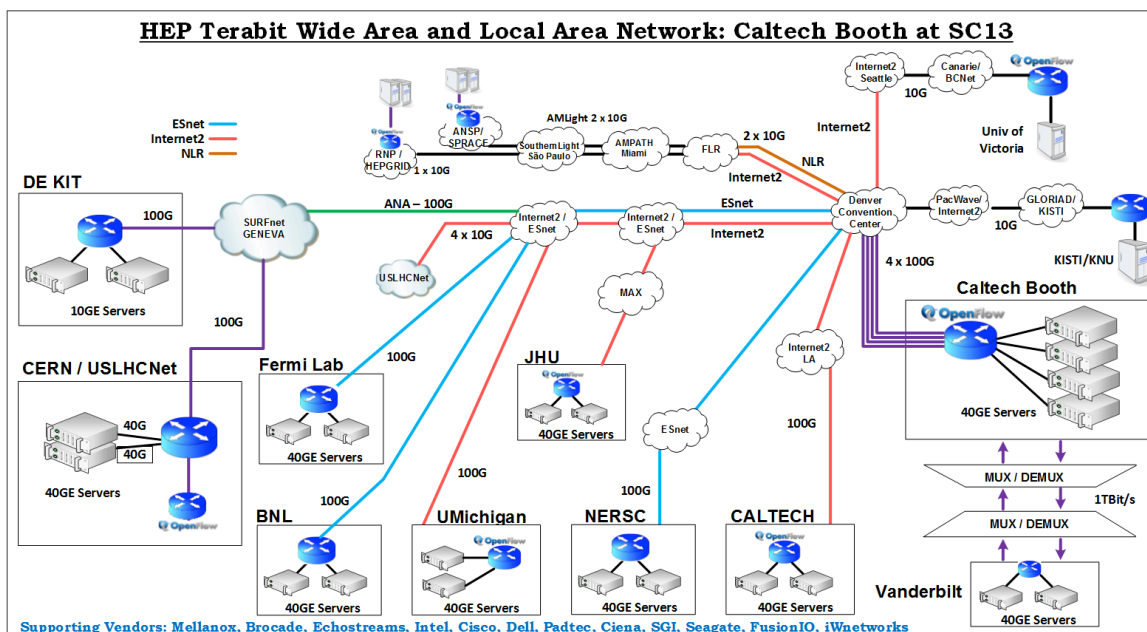 HEP Terabit Wide Area and Local Area Network: Caltech Booth at SC13
ESnet
Internet2
NLR
OpenFlow
RNP / HEPGRID
1 x 10G
OpenFlow
ANSP/ SPRACE
AMLight 2 x 10G
SouthernLight São Paulo
AMPATH Miami
FLR
2 x 10G
NLR
Internet2
Internet2 Seattle
10G
Canarie/ BCNet
OpenFlow
Univ of Victoria
Internet2
DE KIT
100G
10GE Servers
SURFnet GENEVA
ANA – 100G
4 x 10G
USLHCNet
Internet2 / ESnet
Internet2 / ESnet
ESnet
Internet2
Denver Convention Center
PacWave/ Internet2
10G
GLORIAD/ KISTI
KISTI/KNU
4 x 100G
Caltech Booth
OpenFlow
40GE Servers
100G
CERN / USLHCNet
40G
40G
40GE Servers
OpenFlow
Fermi Lab
100G
40GE Servers
MAX
JHU
OpenFlow
40GE Servers
Internet2 LA
ESnet
100G
BNL
100G
40GE Servers
UMichigan
100G
OpenFlow
40GE Servers
NERSC
100G
40GE Servers
CALTECH
OpenFlow
40GE Servers
MUX / DEMUX
1TBit/s
MUX / DEMUX
Vanderbilt
40GE Servers
Supporting Vendors: Mellanox, Brocade, Echostreams, Intel, Cisco, Dell, Padtec, Ciena, SGI, Seagate, FusionIO, iWnetworks